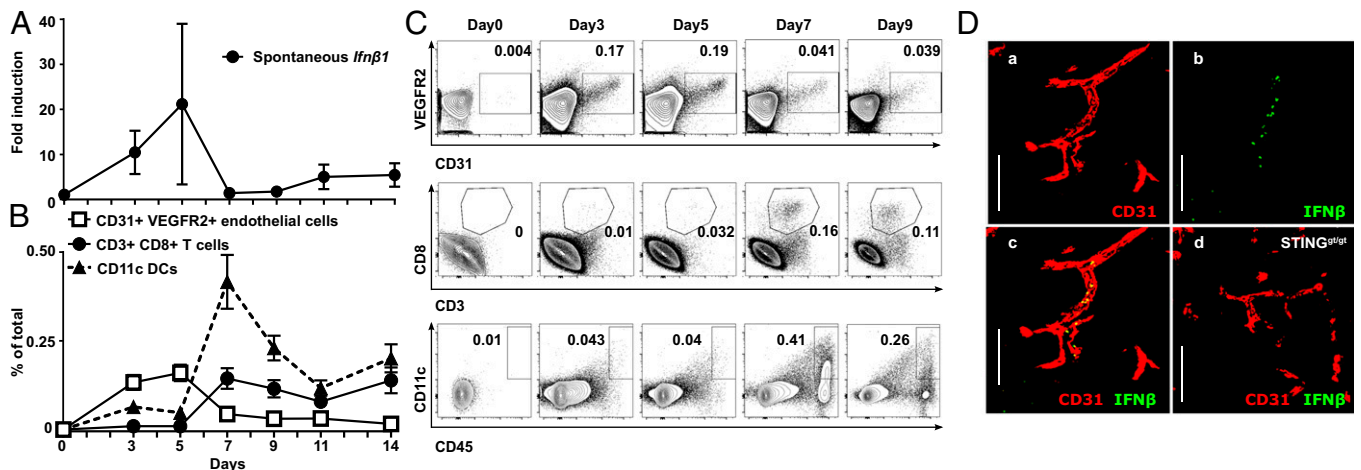 A
Fold induction
40
30
20
10
0
Spontaneous Ifnβ1
B
% of total
0.50
0.25
0
CD31+ VEGFR2+ endothelial cells
CD3+ CD8+ T cells
CD11c DCs
0 3 5 7 9 11 14
Days
C
Day0 Day3 Day5 Day7 Day9
VEGFR2
0.004 0.17 0.19 0.041 0.039
CD31
CD8
0 0.01 0.032 0.16 0.11
CD3
CD11c
0.01 0.043 0.04 0.41 0.26
CD45
D
a
CD31
b
IFNβ
c
CD31 IFNβ
d
STINGgt/gt
CD31 IFNβ